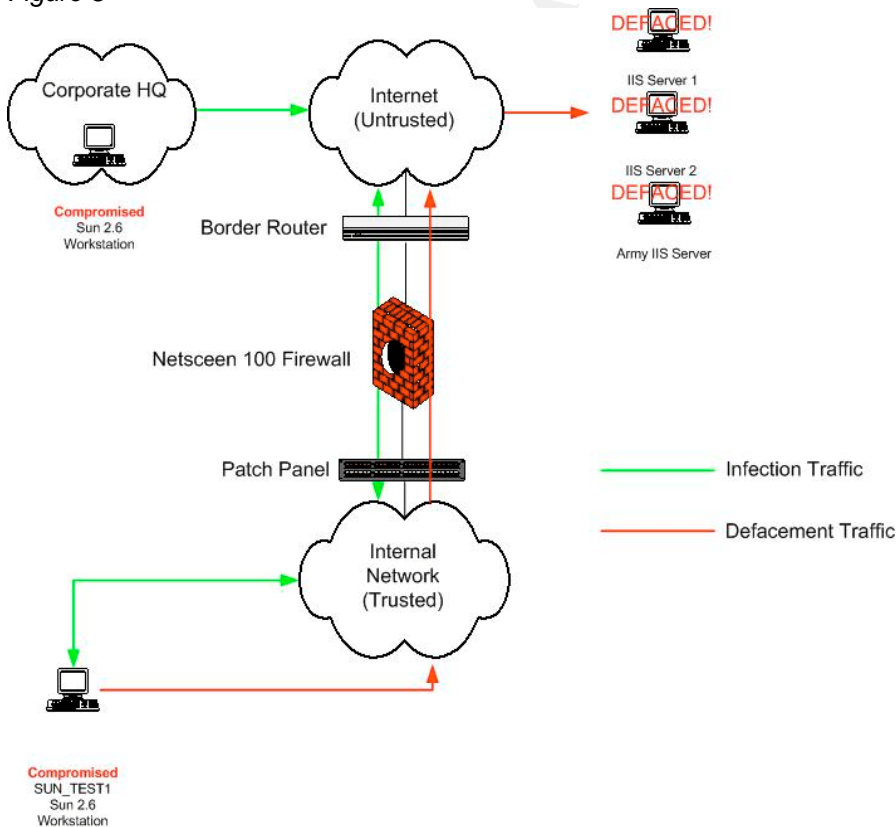 DEFACED!
Corporate HQ
Internet
(Untrusted)
IIS Server 1
DEFACED!
IIS Server 2
DEFACED!
Army IIS Server
Compromised
Sun 2.6
Workstation
Border Router
Netsceen 100 Firewall
Patch Panel
Infection Traffic
Defacement Traffic
Internal
Network
(Trusted)
Compromised
SUN_TEST1
Sun 2.6
Workstation